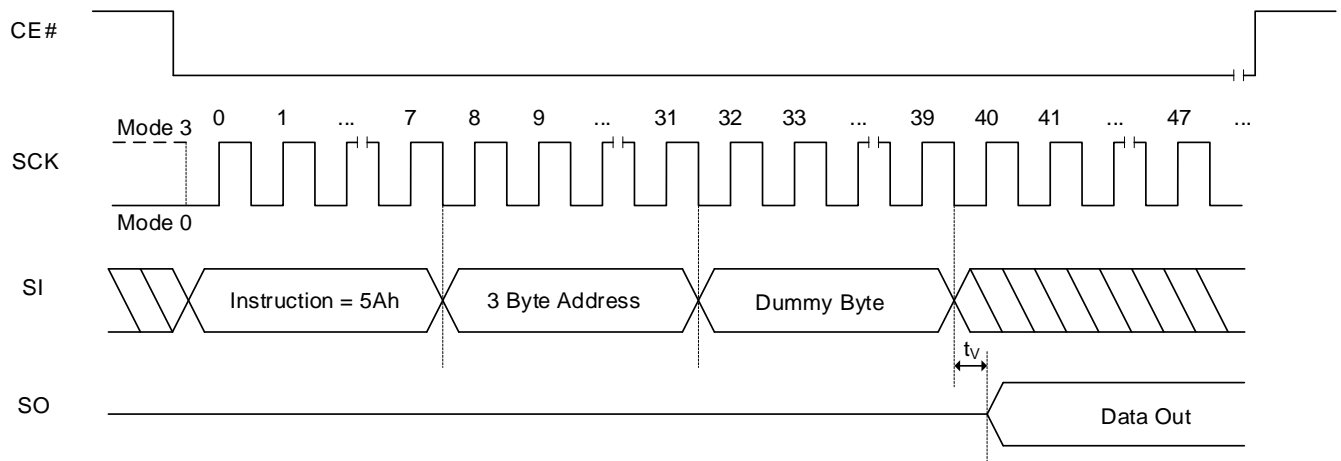 CE#
0 1 ... 7 8 9 ... 31 32 33 ... 39 40 41 ... 47 ...
Mode 3
SCK
Mode 0
SI
Instruction = 5Ah 3 Byte Address Dummy Byte
tV
SO
Data Out